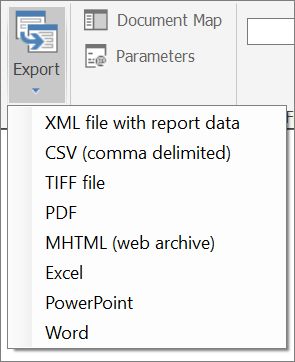 Document Map
Parameters
Export
XML file with report data
CSV (comma delimited)
TIFF file
PDF
MHTML (web archive)
Excel
PowerPoint
Word